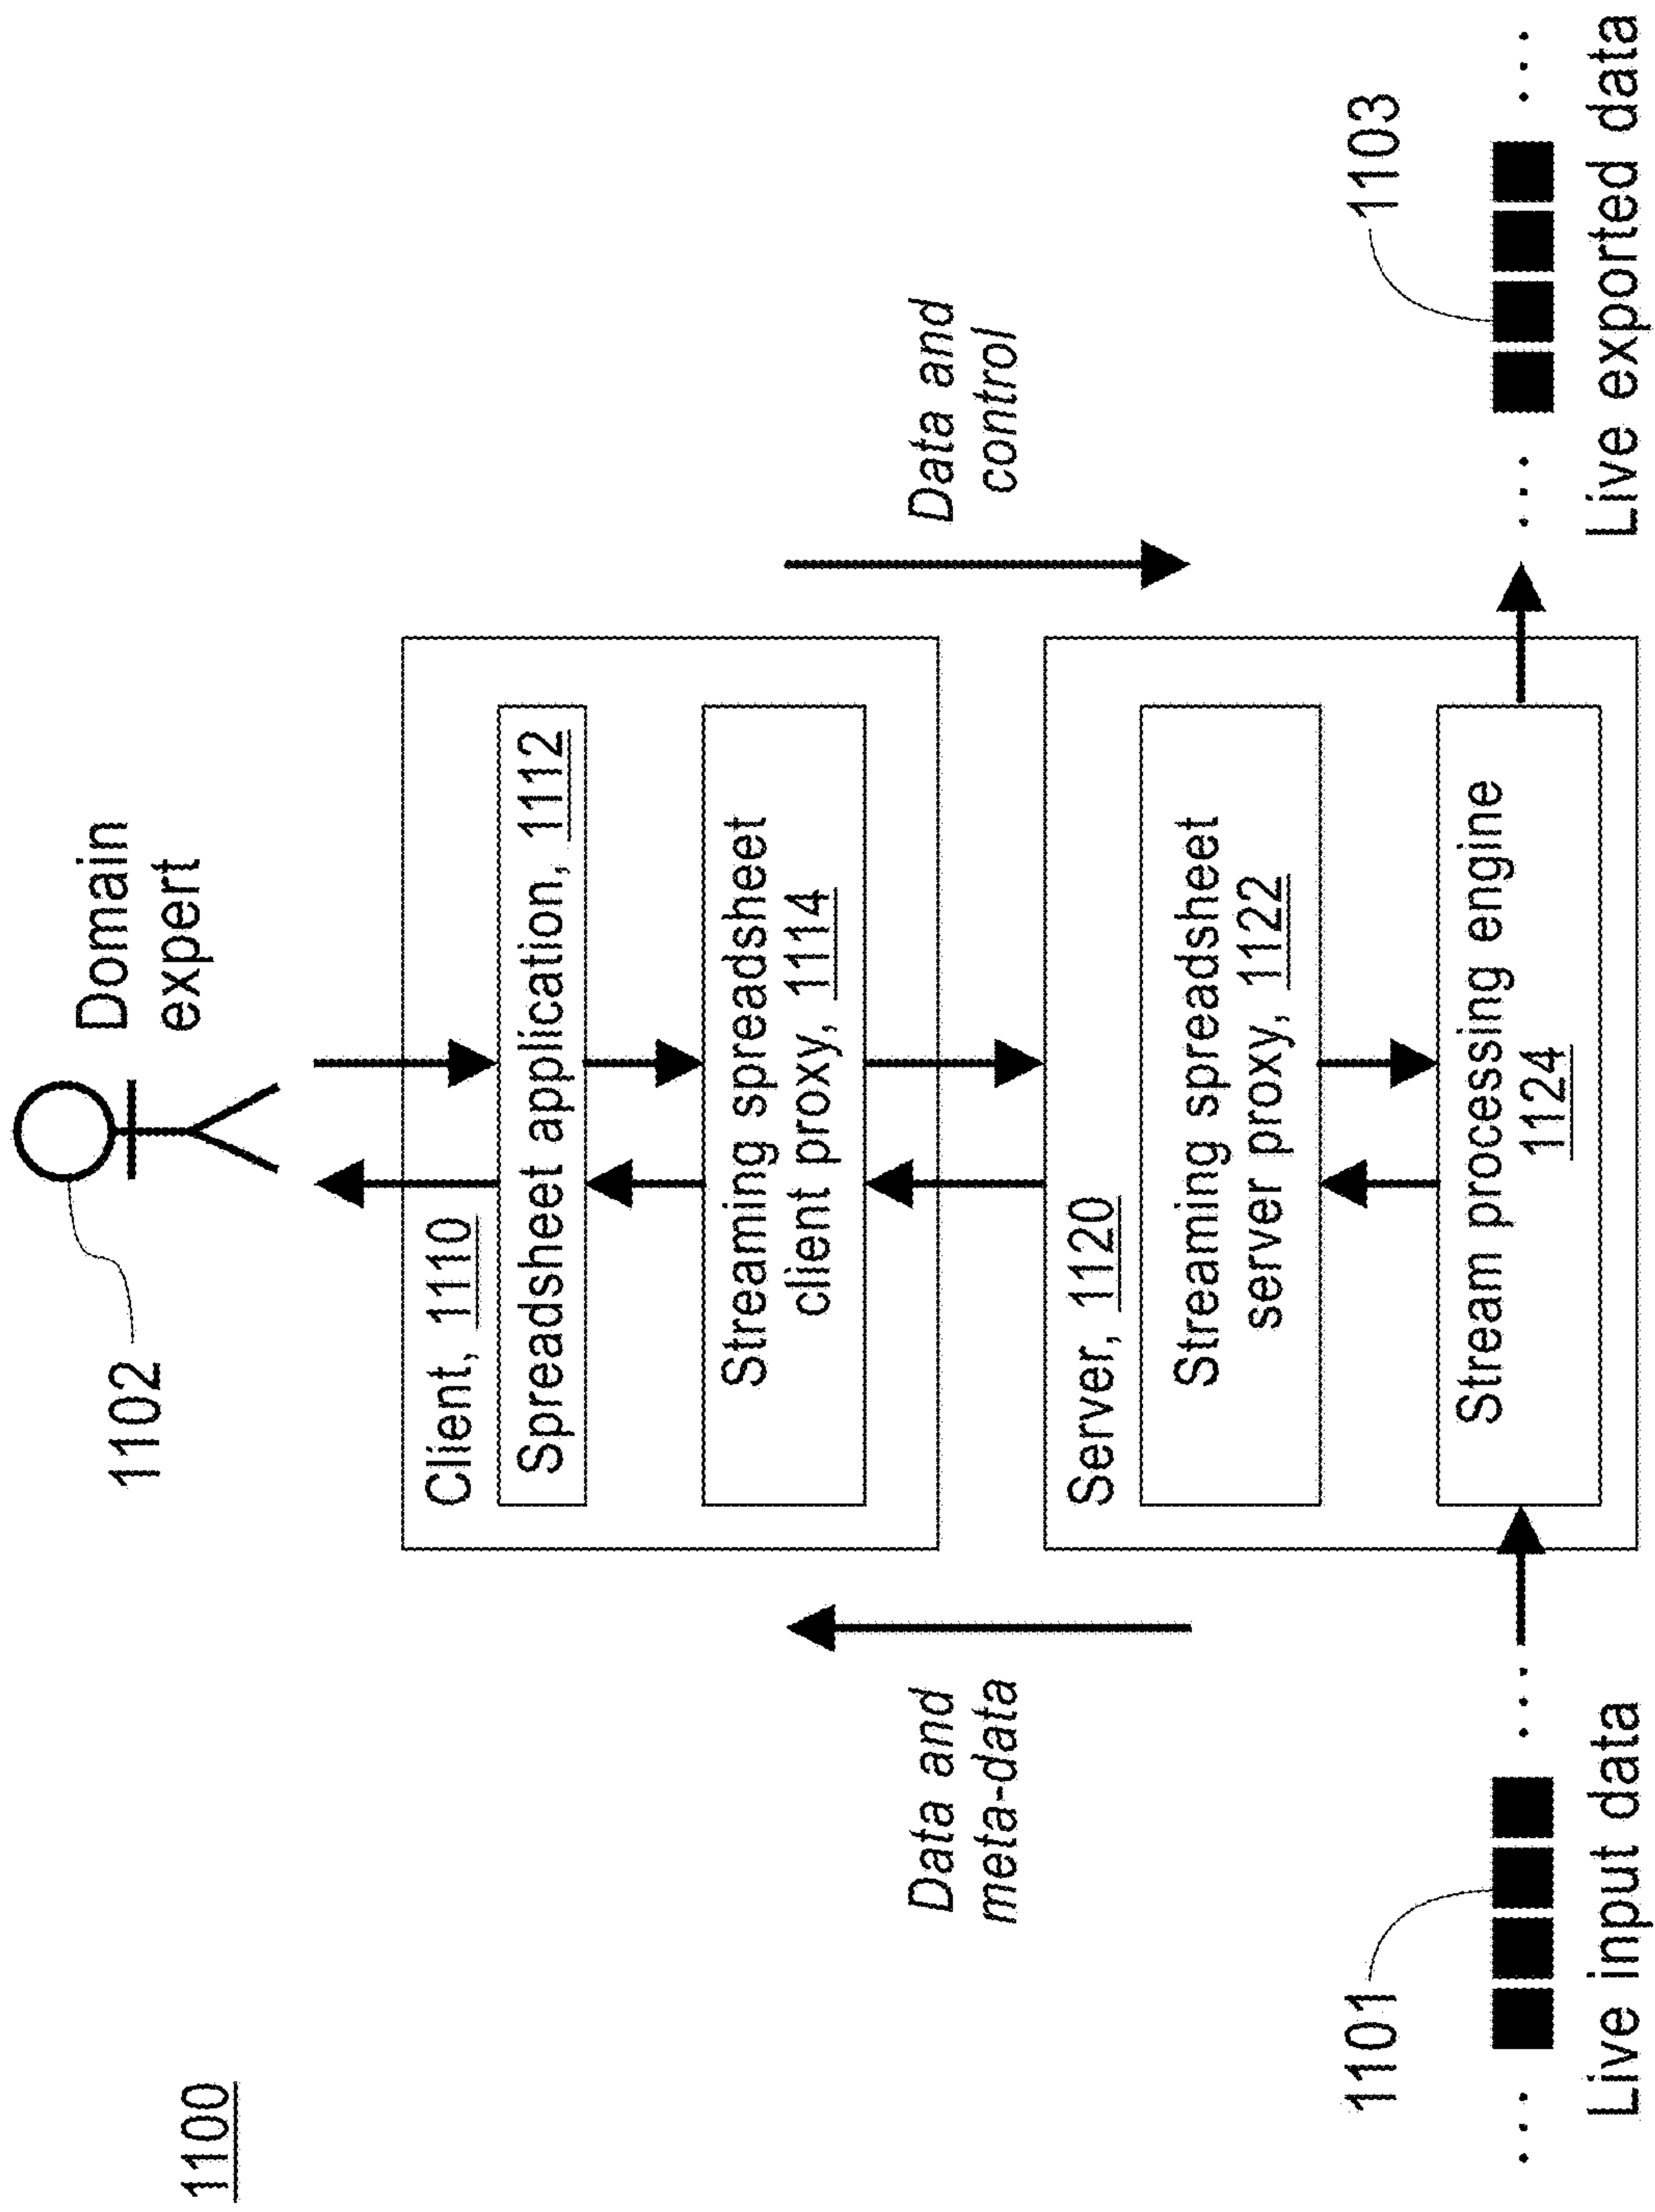 1100
Domain
expert
1102
Client, 1110
Spreadsheet application, 1112
Streaming spreadsheet
client proxy, 1114
Data and
meta-data
Data and
control
Server, 1120
Streaming spreadsheet
server proxy, 1122
Stream processing engine
1124
1101
1103
. . .
. . .
. . .
. . .
Live input data
Live exported data